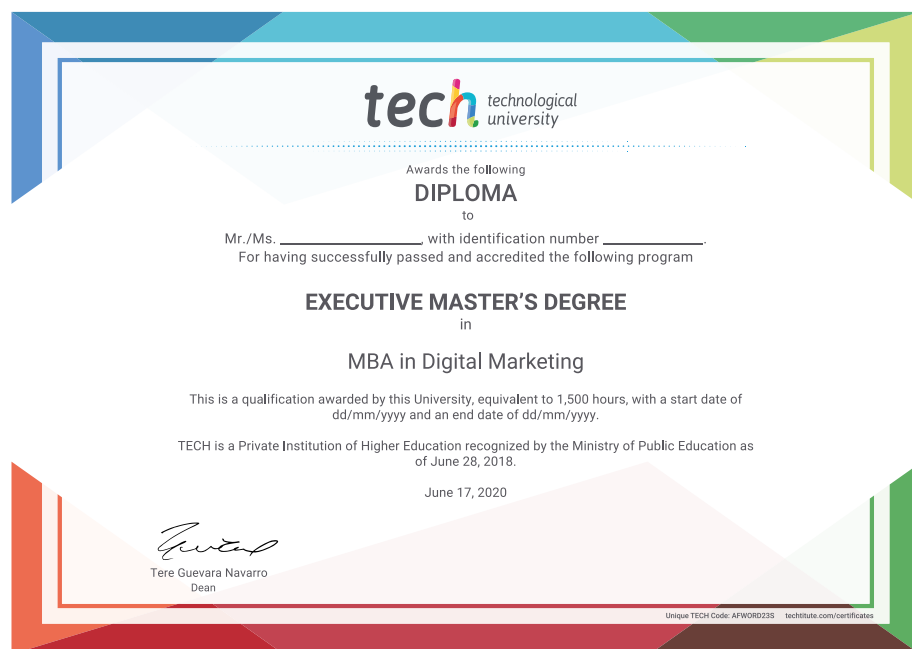 tech technological
university
Awards the following
DIPLOMA
to
Mr./Ms. ________________, with identification number ______________.
For having successfully passed and accredited the following program
EXECUTIVE MASTER'S DEGREE
in
MBA in Digital Marketing
This is a qualification awarded by this University, equivalent to 1,500 hours, with a start date of
dd/mm/yyyy and an end date of dd/mm/yyyy.
TECH is a Private Institution of Higher Education recognized by the Ministry of Public Education as
of June 28, 2018.
June 17, 2020
Tere Guevara Navarro
Dean
Unique TECH Code: AFWORD23S techtitute.com/certificates